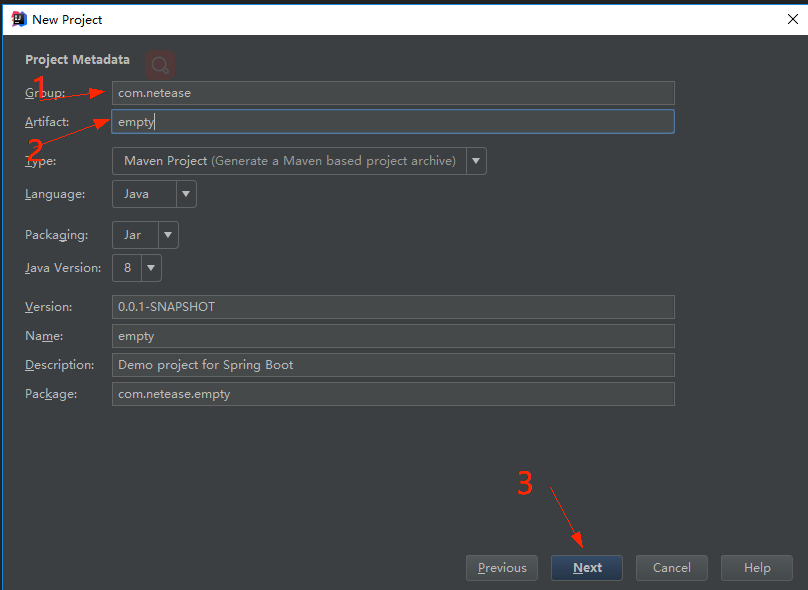 New Project
Project Metadata
1
Group: com.netease
Artifact: empty
2
Type: Maven Project (Generate a Maven based project archive)
Language: Java
Packaging: Jar
Java Version: 8
Version: 0.0.1-SNAPSHOT
Name: empty
Description: Demo project for Spring Boot
Package: com.netease.empty
3
Previous Next Cancel Help